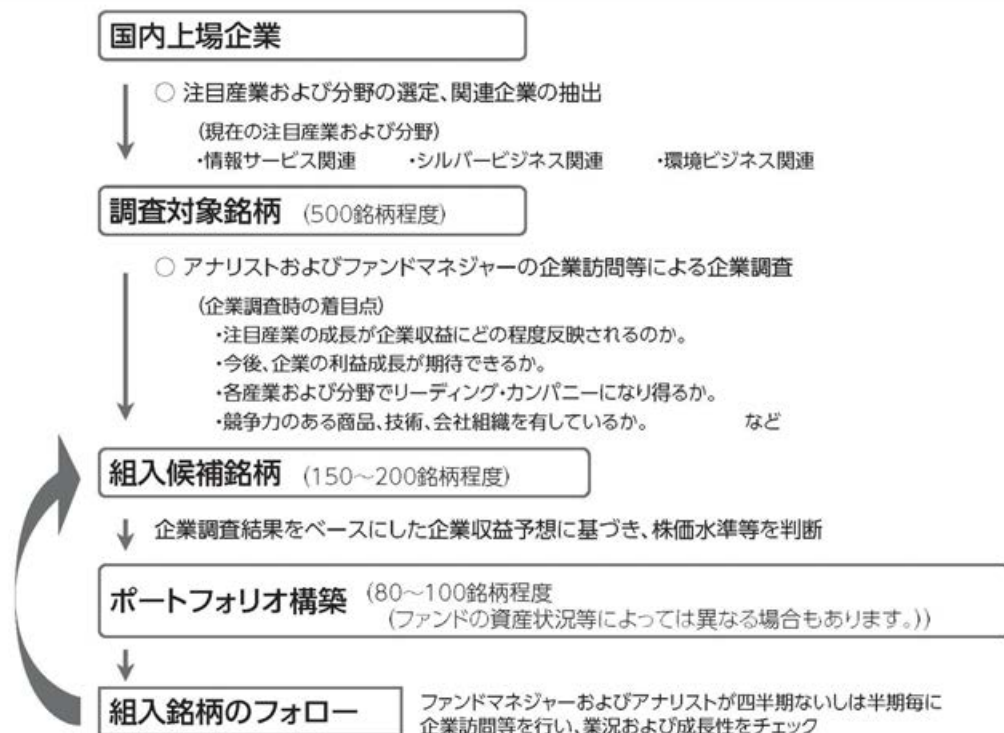 国内上場企業
○ 注目産業および分野の選定、関連企業の抽出
(現在の注目産業および分野)
・情報サービス関連 ・シルバービジネス関連 ・環境ビジネス関連
調査対象銘柄 (500銘柄程度)
○ アナリストおよびファンドマネジャーの企業訪問等による企業調査
(企業調査時の着目点)
・注目産業の成長が企業収益にどの程度反映されるのか。
・今後、企業の利益成長が期待できるか。
・各産業および分野でリーディング・カンパニーになり得るか。
・競争力のある商品、技術、会社組織を有しているか。 など
組入候補銘柄 (150～200銘柄程度)
企業調査結果をベースにした企業収益予想に基づき、株価水準等を判断
ポートフォリオ構築 (80～100銘柄程度
(ファンドの資産状況等によっては異なる場合もあります。))
組入銘柄のフォロー
ファンドマネジャーおよびアナリストが四半期ないしは半期毎に
企業訪問等を行い、業況および成長性をチェック